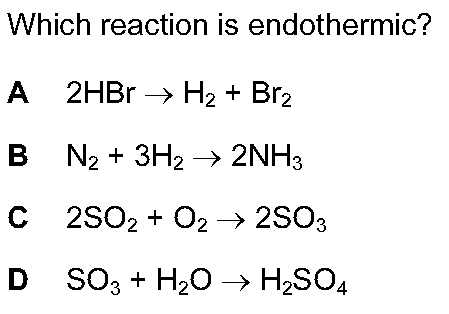 Which reaction is endothermic?
A 2HBr → H₂ + Br₂
B N₂ + 3H₂ → 2NH₃
C 2SO₂ + O₂ → 2SO₃
D SO₃ + H₂O → H₂SO₄